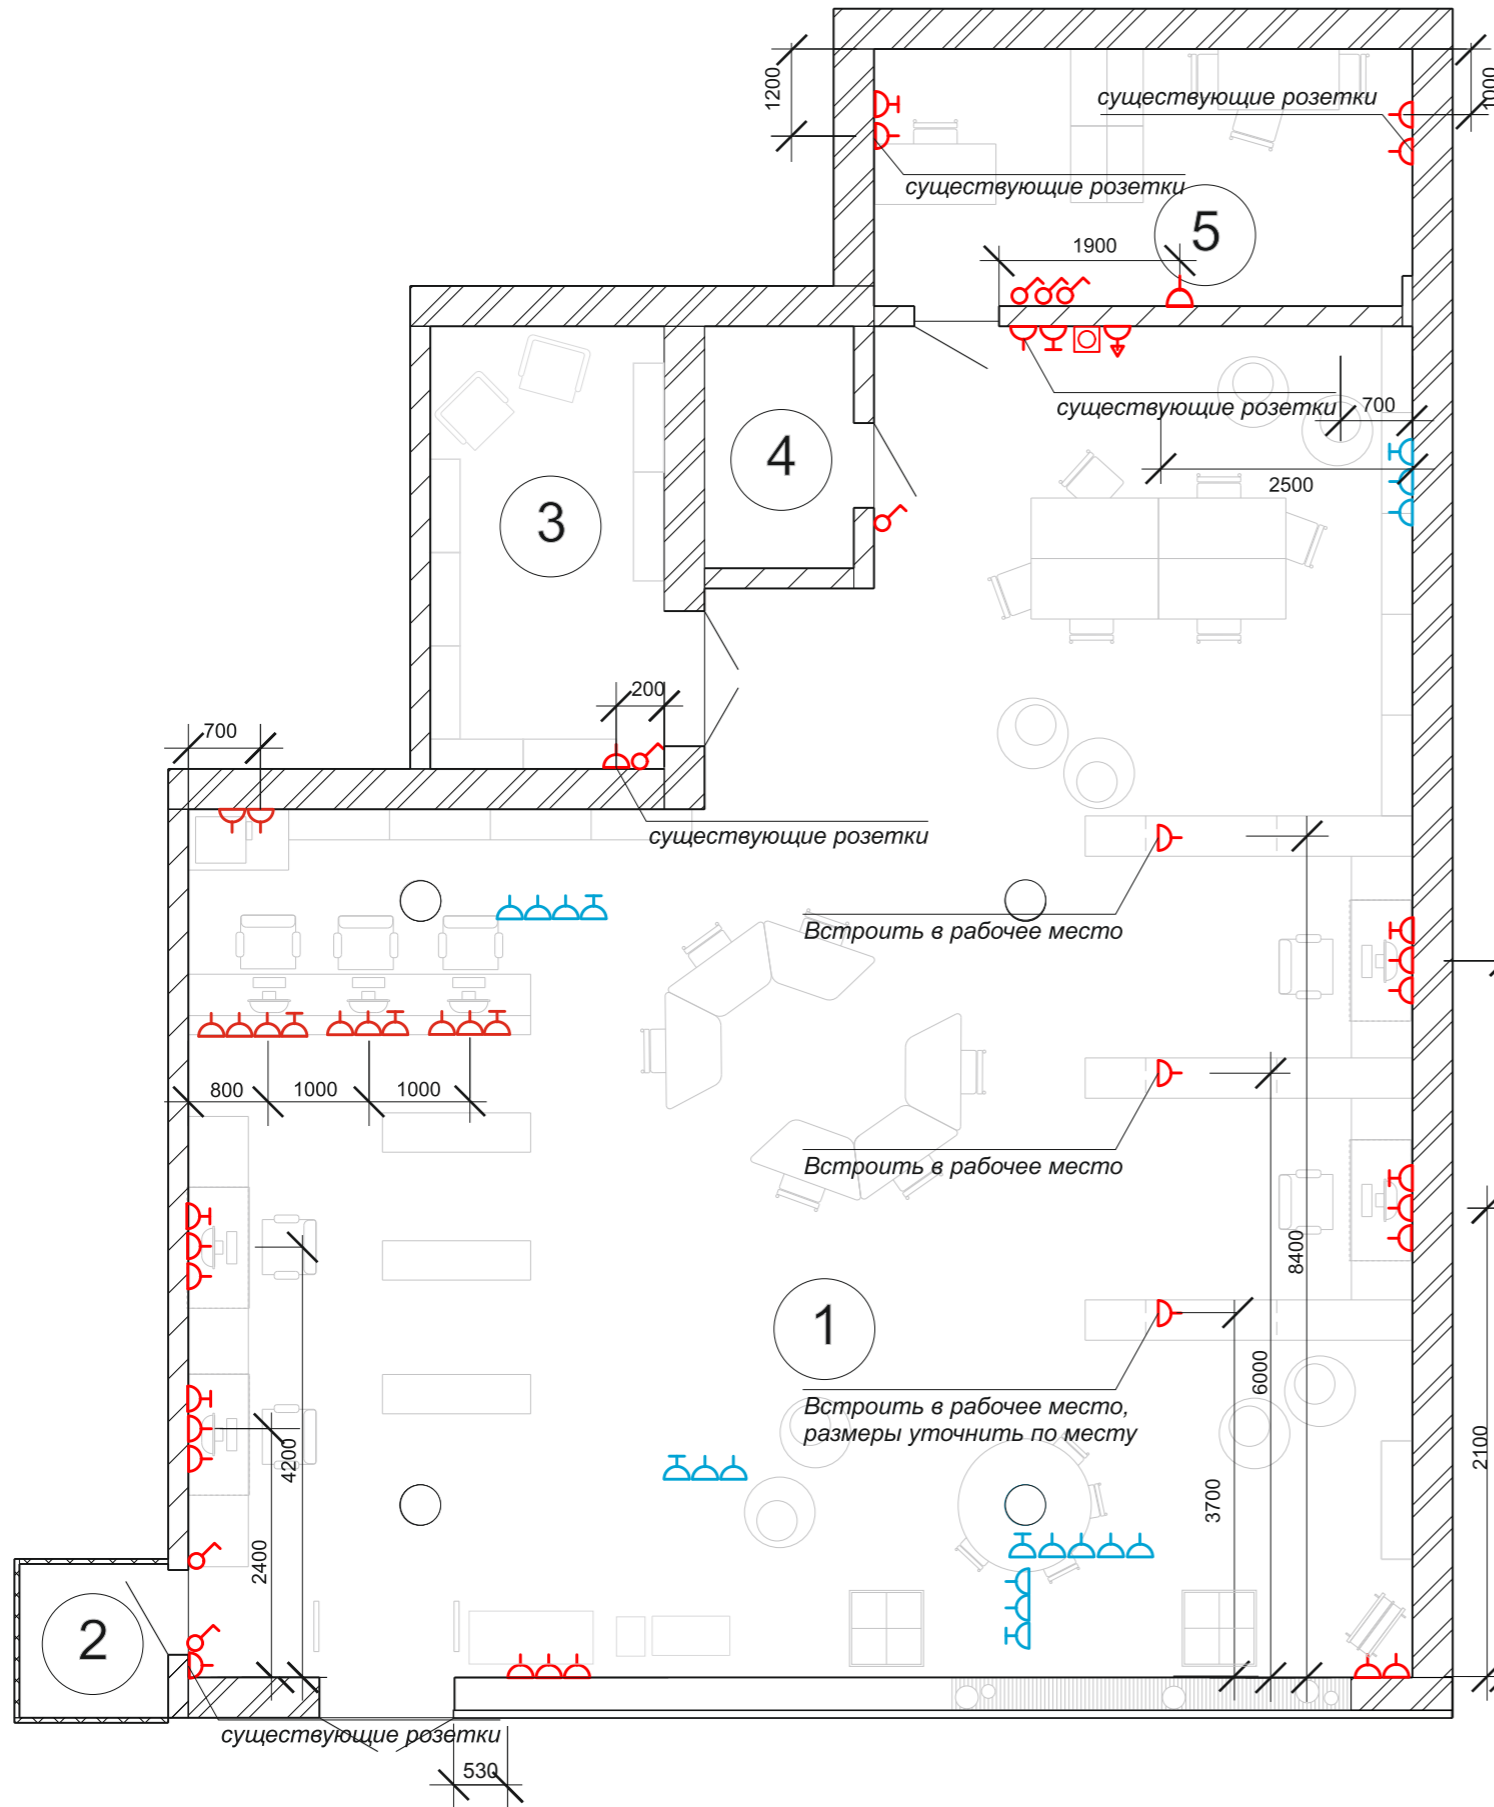 1200
существующие розетки
1000
существующие розетки
5
1900
существующие розетки
700
2500
4
3
200
700
существующие розетки
Встроить в рабочее место
800
1000
1000
Встроить в рабочее место
8400
1
6000
Встроить в рабочее место,
размеры уточнить по месту
4200
2100
3700
2400
2
существующие розетки
530